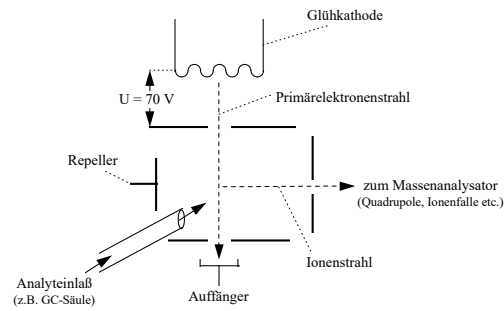 Glühkathode
U = 70 V
Primärelektronenstrahl
Repeller
zum Massenanalysator
(Quadrupole, Ionenfalle etc.)
Ionenstrahl
Analyteinlaß
(z.B. GC-Säule)
Auffänger